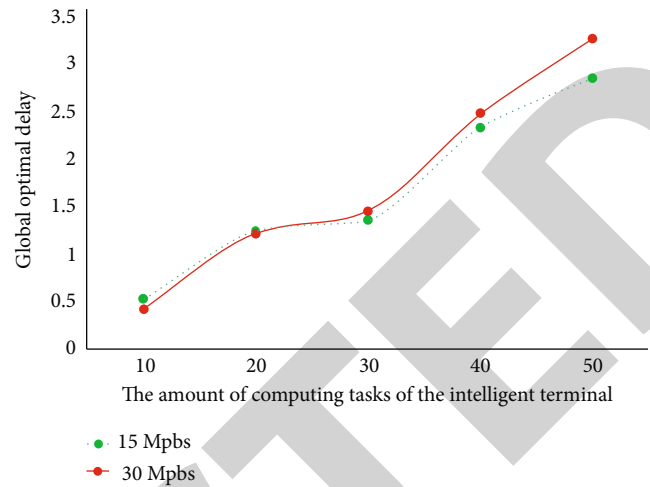 3.5
3
2.5
2
1.5
1
0.5
0
Global optimal delay
10 20 30 40 50
The amount of computing tasks of the intelligent terminal
15 Mpbs
30 Mpbs